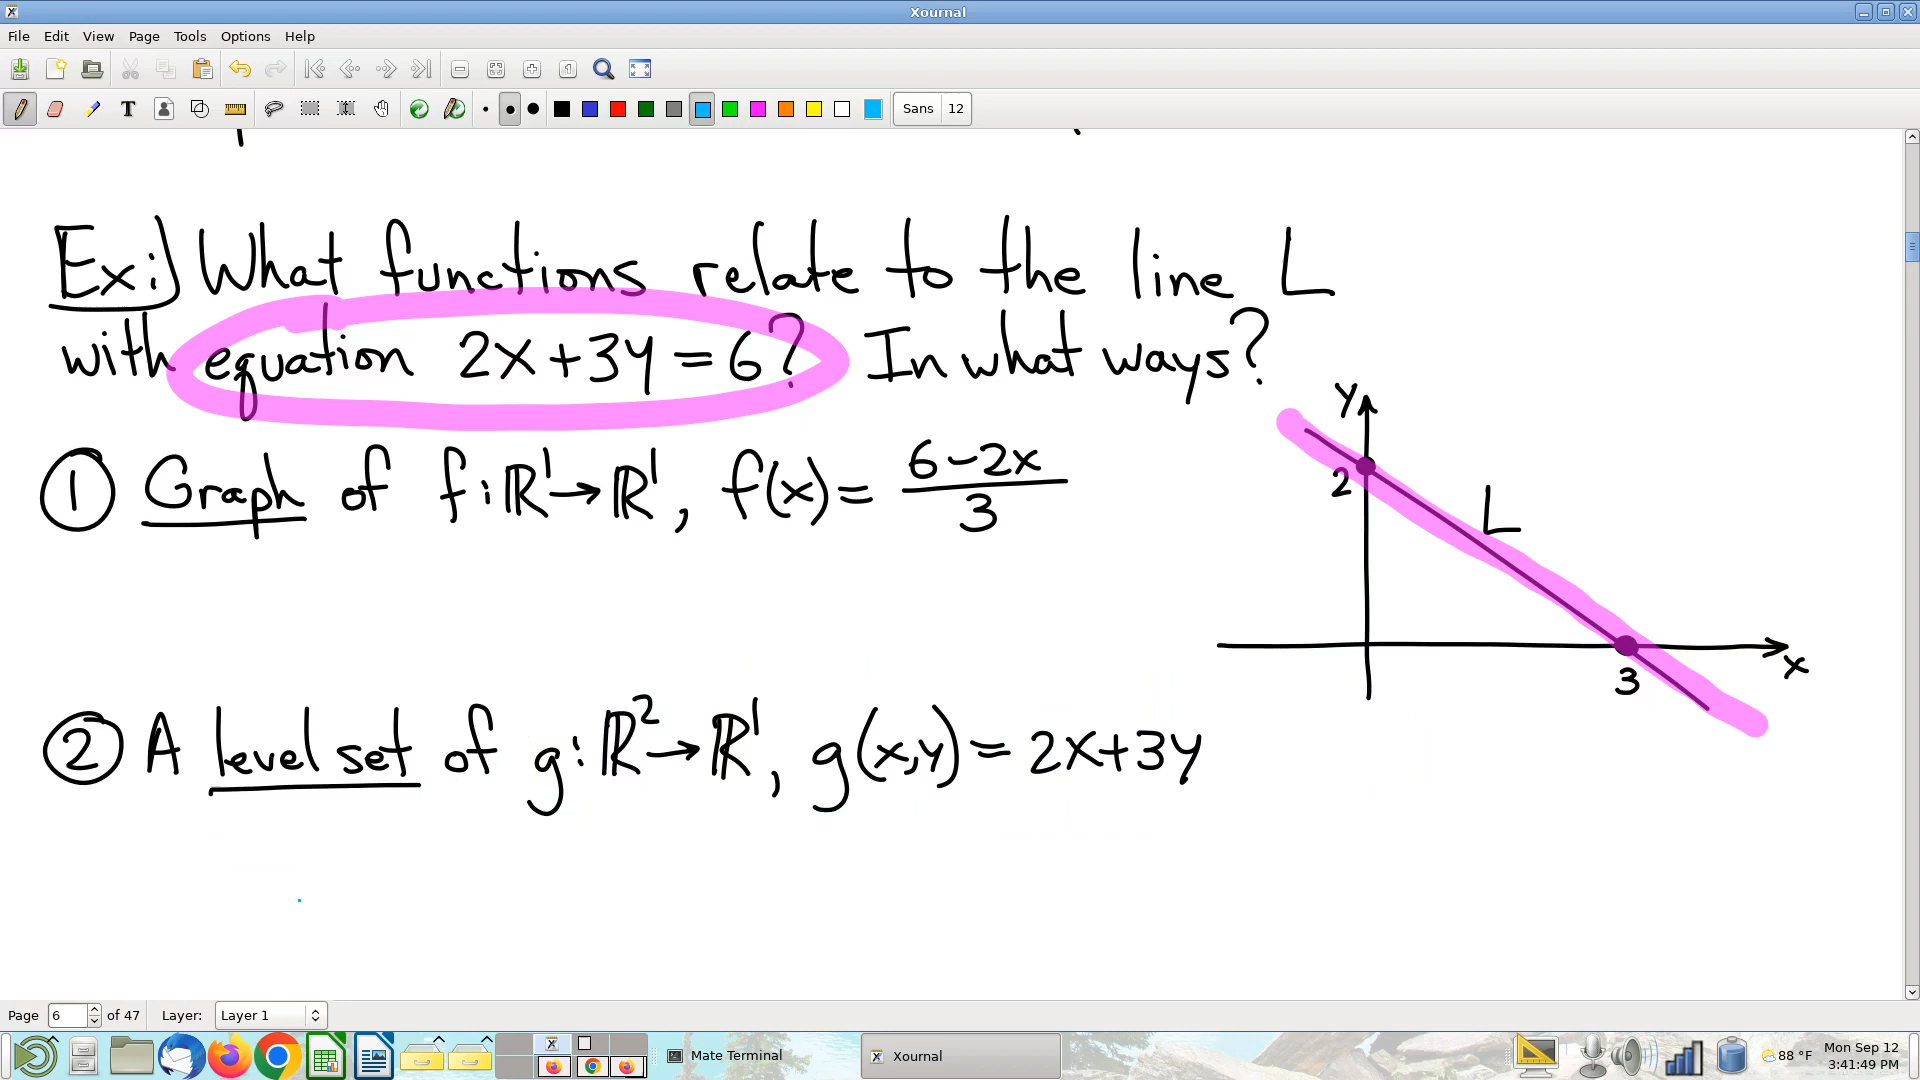 Xournal
File Edit View Page Tools Options Help
Sans 12
Ex:) What functions relate to the line L
with equation 2x+3y=6? In what ways?
① Graph of f:ℝ¹→ℝ¹, f(x)= (6-2x)/3
y
2
L
3
x
② A level set of g:ℝ²→ℝ¹, g(x,y)= 2x+3y
Page 6 of 47 Layer: Layer 1
Mate Terminal
Xournal
88 °F
Mon Sep 12
3:41:49 PM